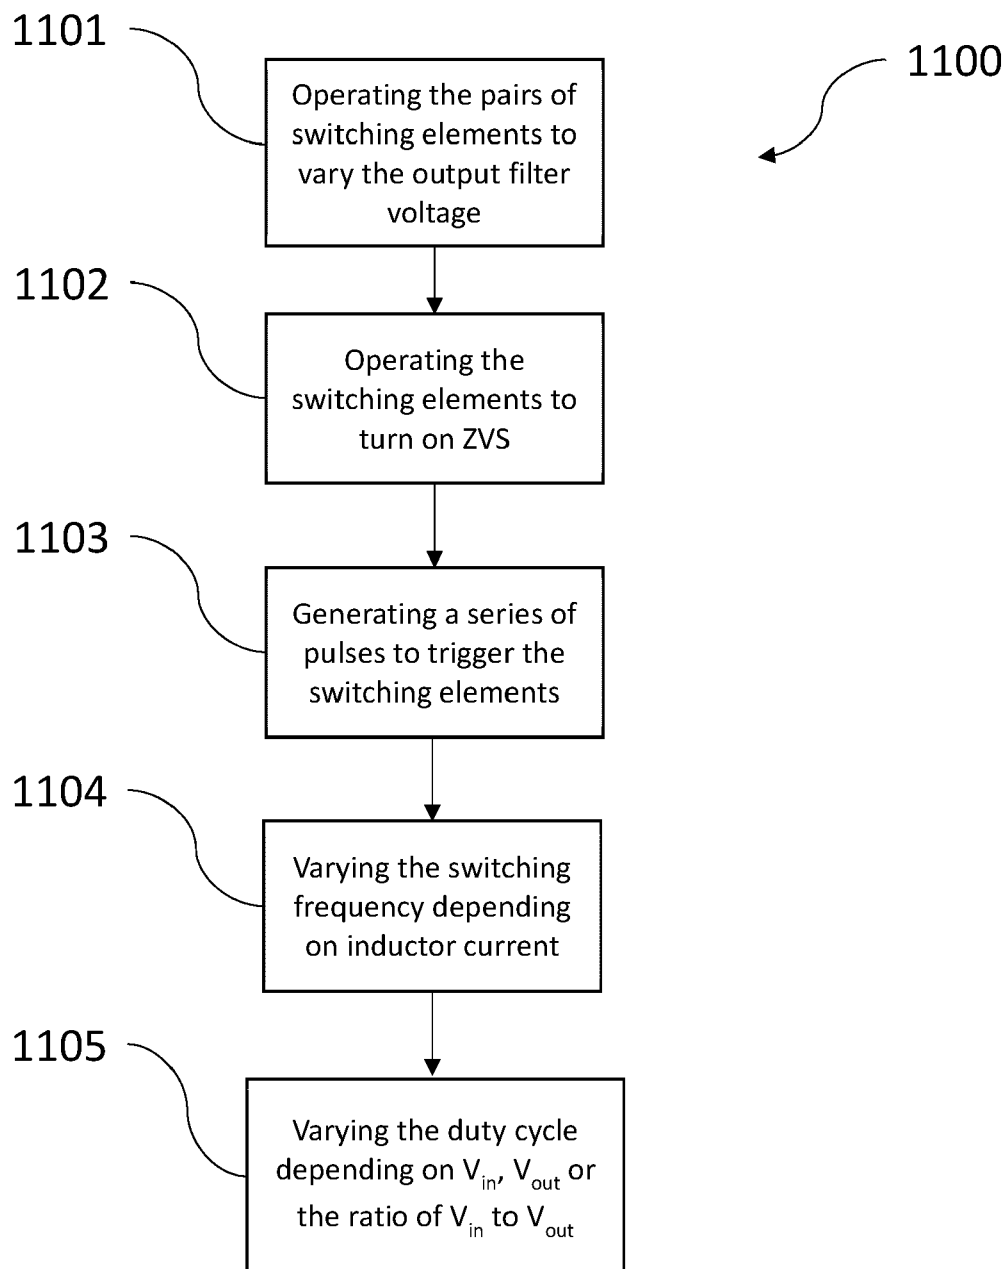 1101
1100
Operating the pairs of
switching elements to
vary the output filter
voltage
1102
Operating the
switching elements to
turn on ZVS
1103
Generating a series of
pulses to trigger the
switching elements
1104
Varying the switching
frequency depending
on inductor current
1105
Varying the duty cycle
depending on Vin, Vout or
the ratio of Vin to Vout